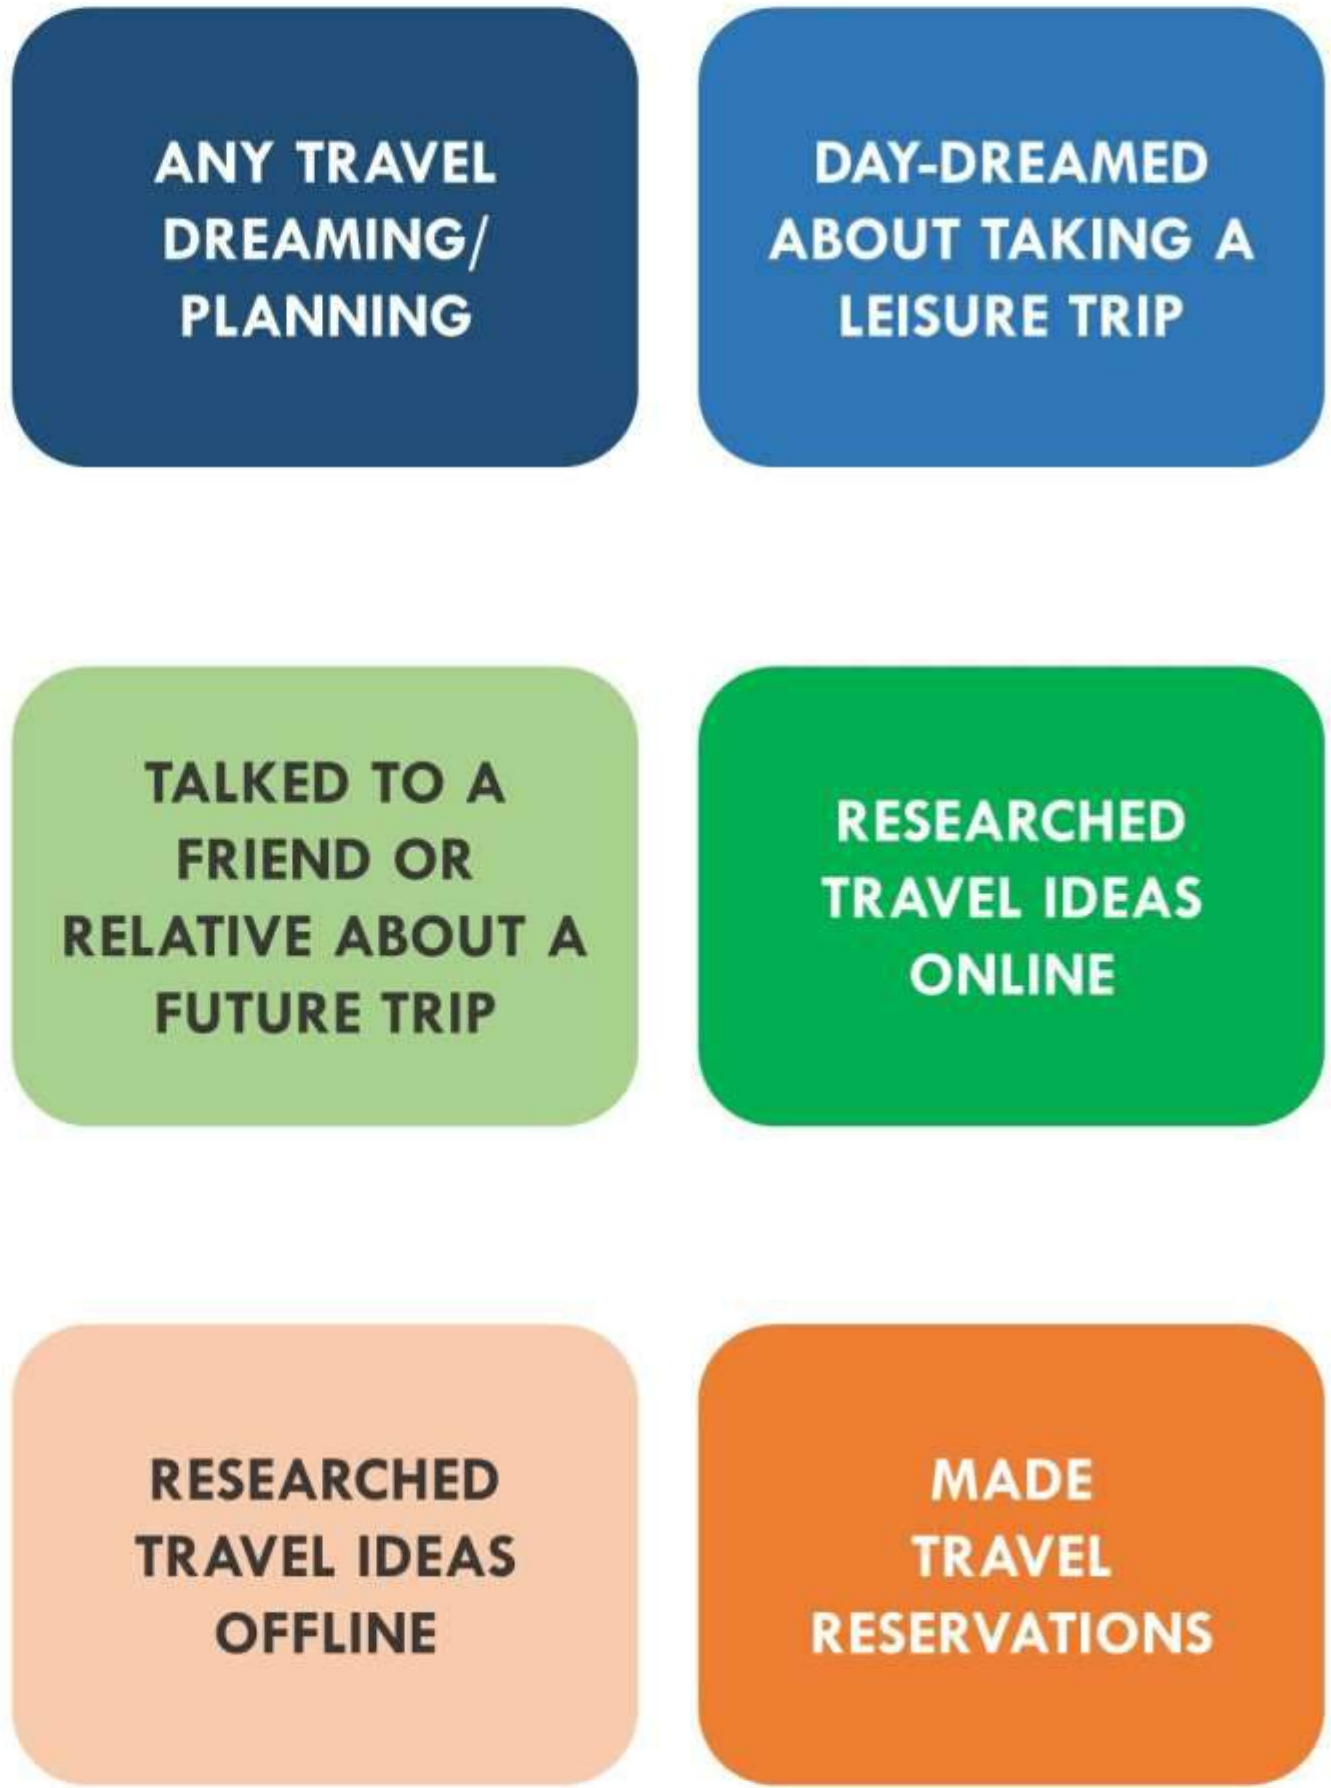 ANY TRAVEL
DREAMING/
PLANNING
DAY-DREAMED
ABOUT TAKING A
LEISURE TRIP
TALKED TO A
FRIEND OR
RELATIVE ABOUT A
FUTURE TRIP
RESEARCHED
TRAVEL IDEAS
ONLINE
RESEARCHED
TRAVEL IDEAS
OFFLINE
MADE
TRAVEL
RESERVATIONS